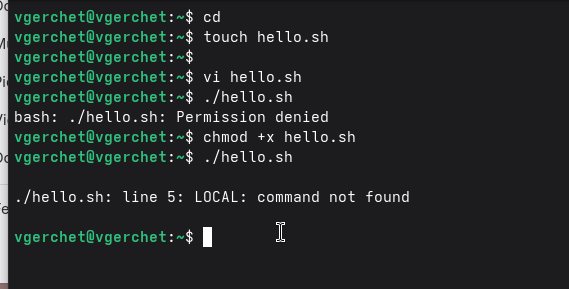 vgerchet@vgerchet:~$ cd
vgerchet@vgerchet:~$ touch hello.sh
vgerchet@vgerchet:~$
vgerchet@vgerchet:~$ vi hello.sh
vgerchet@vgerchet:~$ ./hello.sh
bash: ./hello.sh: Permission denied
vgerchet@vgerchet:~$ chmod +x hello.sh
vgerchet@vgerchet:~$ ./hello.sh
./hello.sh: line 5: LOCAL: command not found
vgerchet@vgerchet:~$